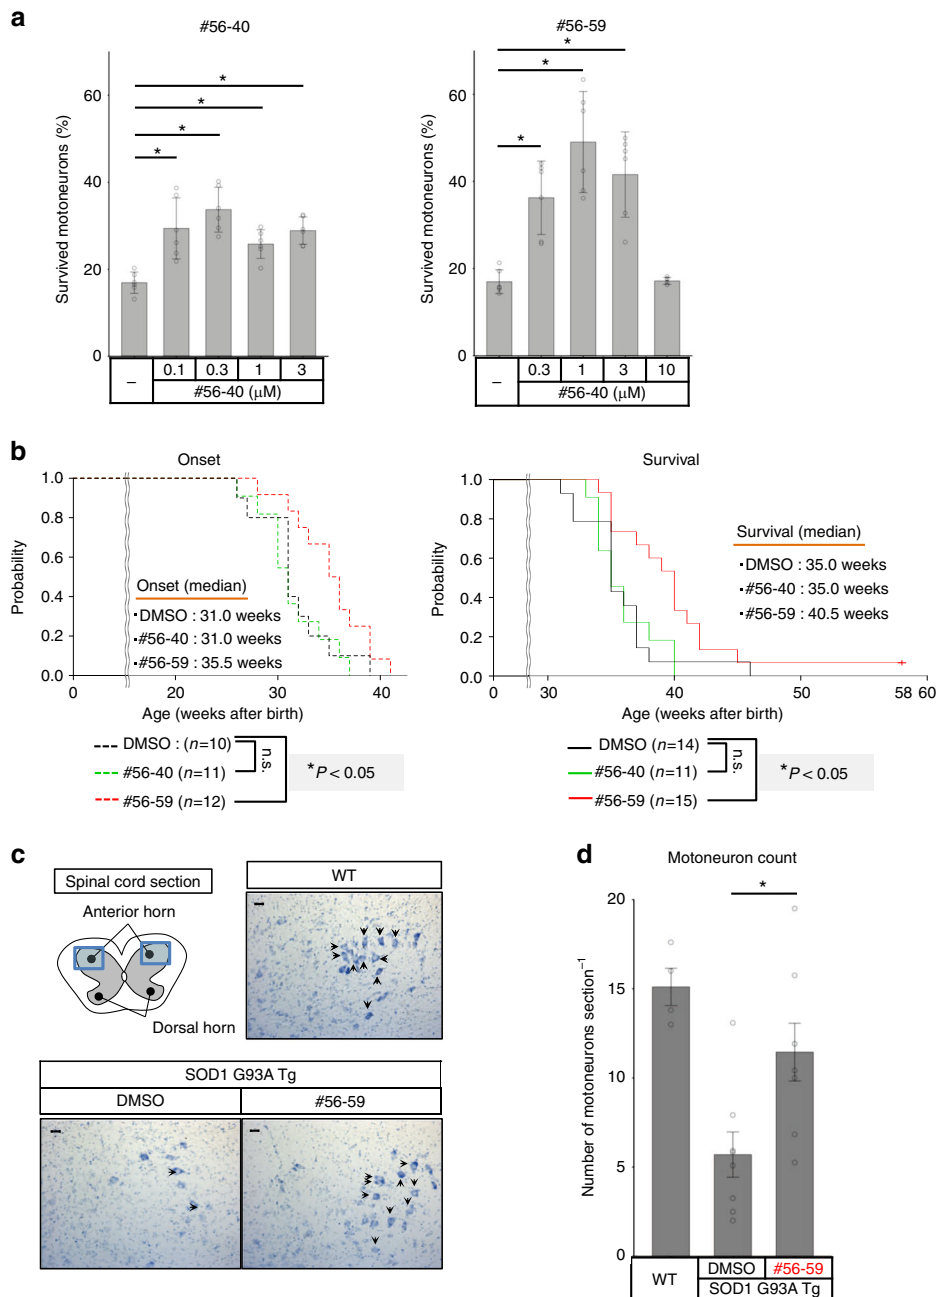 a
#56-40
#56-59
Survived motoneurons (%)
60
40
20
0
*
*
*
*
–
0.1 0.3 1 3
#56-40 (μM)
Survived motoneurons (%)
60
40
20
0
*
*
*
–
0.3 1 3 10
#56-40 (μM)
b
Onset
Probability
1.0
0.8
0.6
0.4
0.2
0.0
Onset (median)
·DMSO : 31.0 weeks
·#56-40 : 31.0 weeks
·#56-59 : 35.5 weeks
0 20 30 40
Age (weeks after birth)
DMSO : (n=10)
#56-40 (n=11)
#56-59 (n=12)
n.s.
*P < 0.05
Survival
Probability
1.0
0.8
0.6
0.4
0.2
0.0
Survival (median)
·DMSO : 35.0 weeks
·#56-40 : 35.0 weeks
·#56-59 : 40.5 weeks
0 30 40 50 58 60
Age (weeks after birth)
DMSO (n=14)
#56-40 (n=11)
#56-59 (n=15)
n.s.
*P < 0.05
c
Spinal cord section
Anterior horn
Dorsal horn
WT
SOD1 G93A Tg
DMSO #56-59
d
Motoneuron count
Number of motoneurons section⁻¹
20
15
10
5
0
*
WT
DMSO #56-59
SOD1 G93A Tg